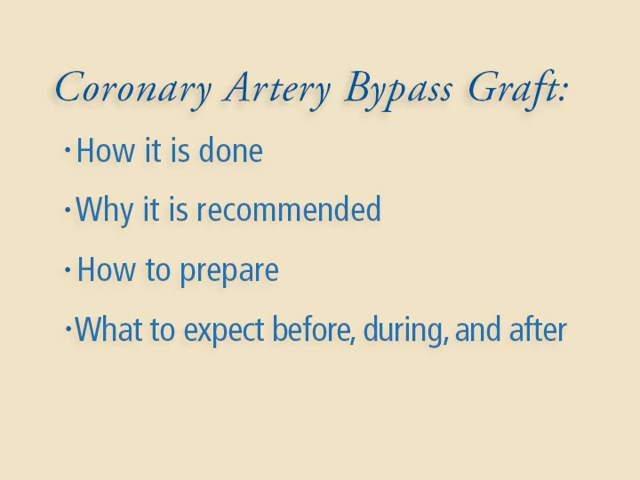 Coronary Artery Bypass Graft:
• How it is done
• Why it is recommended
• How to prepare
• What to expect before, during, and after